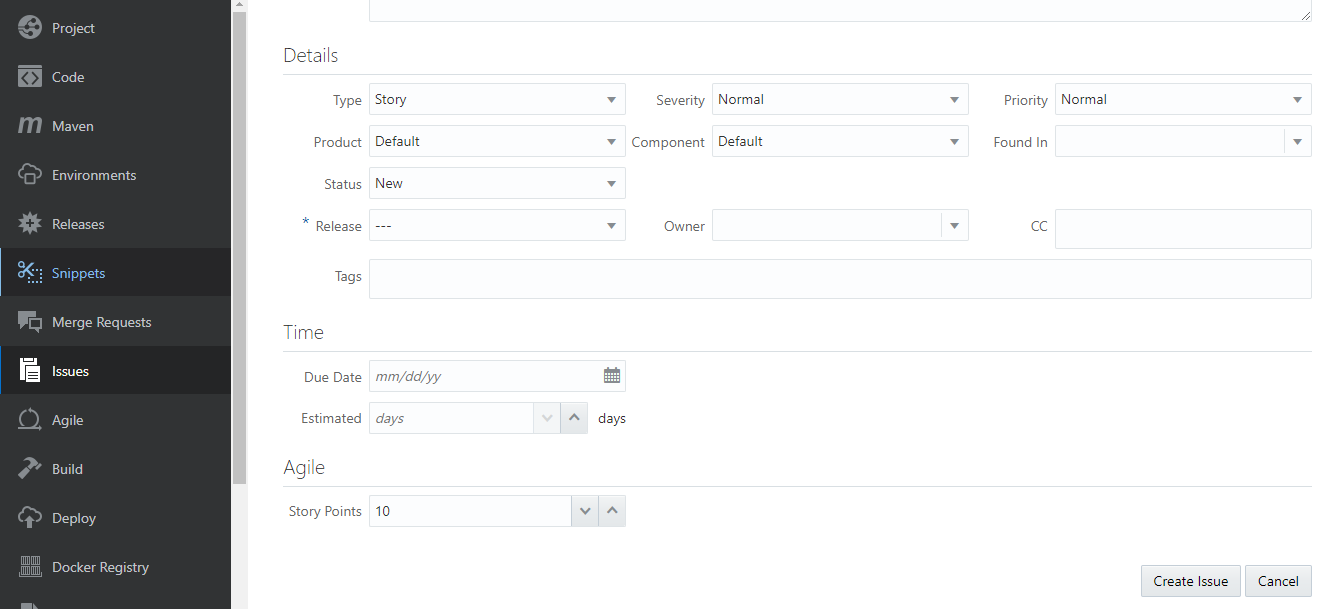 Project
Code
Maven
Environments
Releases
Snippets
Merge Requests
Issues
Agile
Build
Deploy
Docker Registry
Details
Type Story Severity Normal Priority Normal
Product Default Component Default Found In
Status New
* Release --- Owner CC
Tags
Time
Due Date mm/dd/yy
Estimated days days
Agile
Story Points 10
Create Issue Cancel